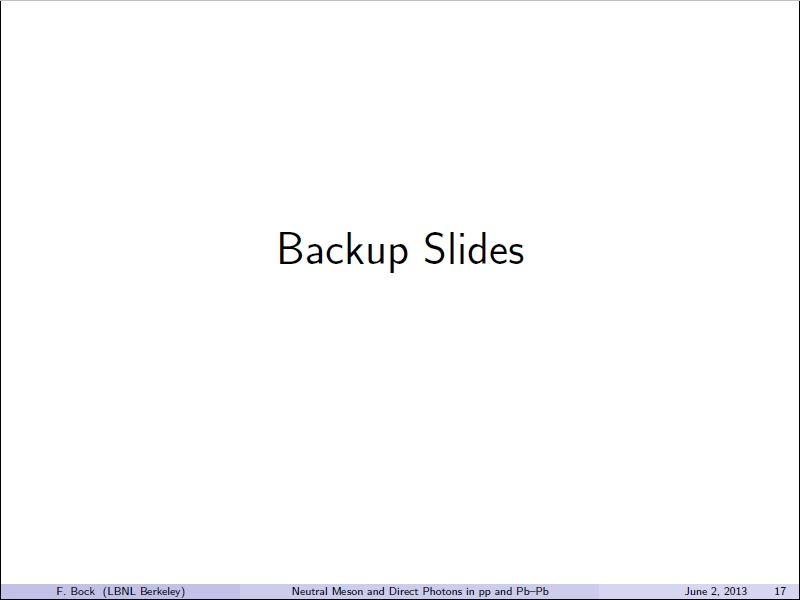 Backup Slides
F. Bock (LBNL Berkeley) Neutral Meson and Direct Photons in pp and Pb–Pb June 2, 2013 17